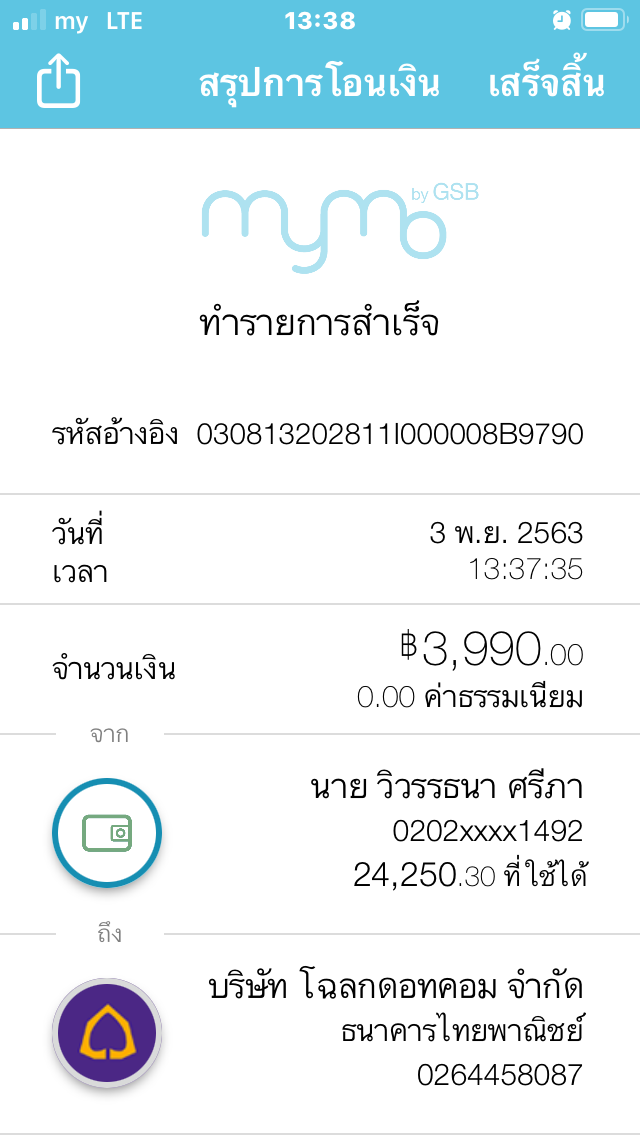 my LTE 13:38
สรุปการโอนเงิน เสร็จสิ้น
mymo by GSB
ทำรายการสำเร็จ
รหัสอ้างอิง 030813202811I000008B9790
วันที่ 3 พ.ย. 2563
เวลา 13:37:35
จำนวนเงิน ฿3,990.00
0.00 ค่าธรรมเนียม
จาก
นาย วิวรรธนา ศรีภา
0202xxxx1492
24,250.30 ที่ใช้ได้
ถึง
บริษัท โฉลกดอทคอม จำกัด
ธนาคารไทยพาณิชย์
0264458087